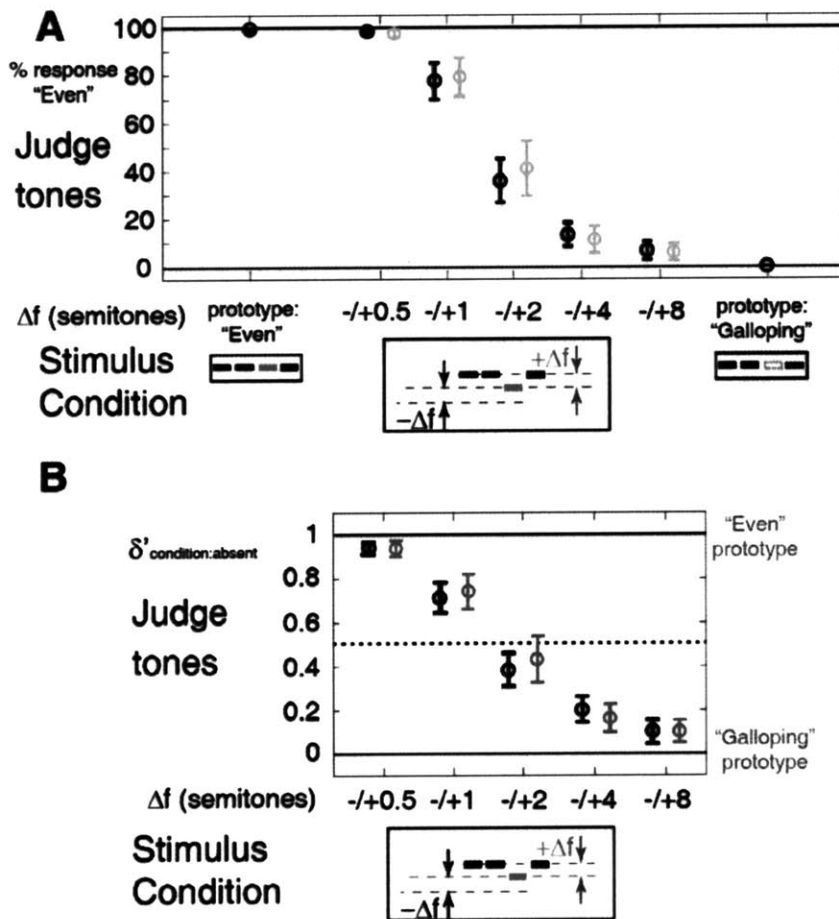 A
% response
"Even"
Judge
tones
100
80
60
40
20
0
Δf (semitones)
prototype:
"Even"
-/+0.5
-/+1
-/+2
-/+4
-/+8
prototype:
"Galloping"
Stimulus
Condition
+Δf
−Δf
B
δ'condition:absent
Judge
tones
1
0.8
0.6
0.4
0.2
0
"Even"
prototype
"Galloping"
prototype
Δf (semitones)
-/+0.5
-/+1
-/+2
-/+4
-/+8
Stimulus
Condition
+Δf
−Δf